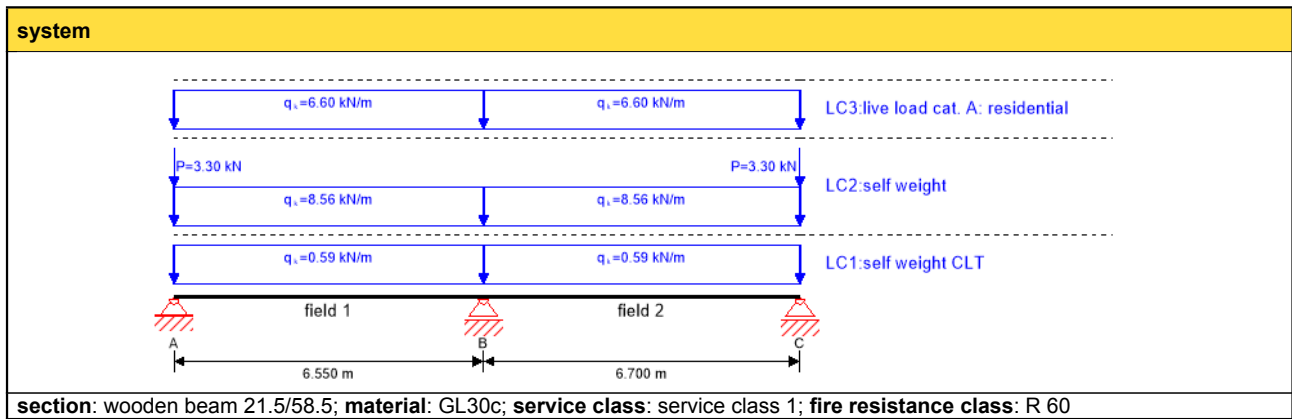 system
qₖ=6.60 kN/m qₖ=6.60 kN/m LC3:live load cat. A: residential
P=3.30 kN P=3.30 kN
LC2:self weight
qₖ=8.56 kN/m qₖ=8.56 kN/m
qₖ=0.59 kN/m qₖ=0.59 kN/m LC1:self weight CLT
field 1 field 2
A B C
6.550 m 6.700 m
section: wooden beam 21.5/58.5; material: GL30c; service class: service class 1; fire resistance class: R 60